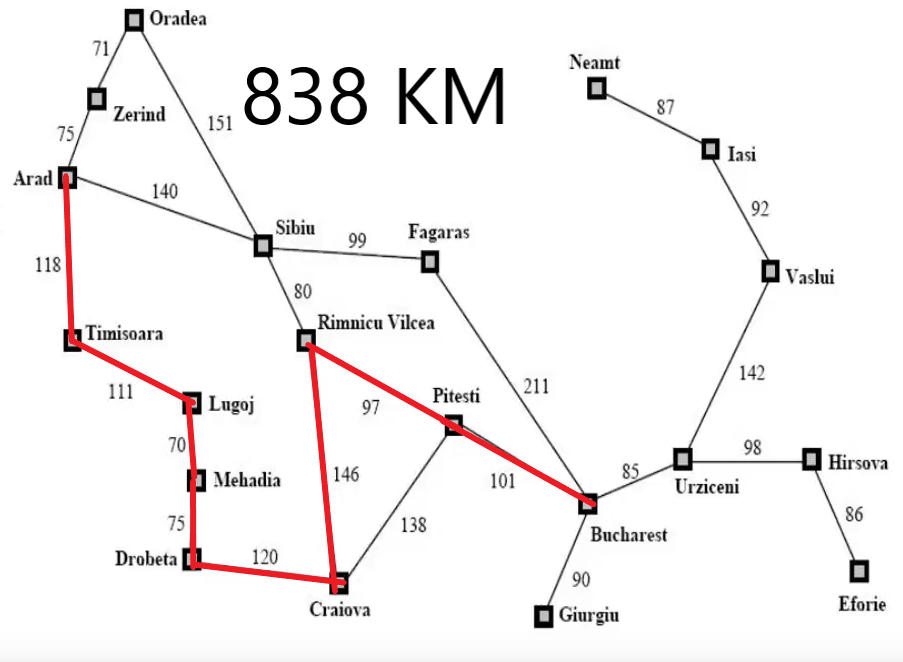 Oradea
71
838 KM
Neamt
87
Zerind
151
75
Iasi
Arad
140
92
Sibiu
Fagaras
99
118
80
Vaslui
Rimnicu Vilcea
Timisoara
142
211
111
Lugoj
97
Pitesti
70
98
146
Mehadia
101
85
Hirsova
Urziceni
75
138
86
Bucharest
Drobeta
120
90
Craiova
Giurgiu
Eforie